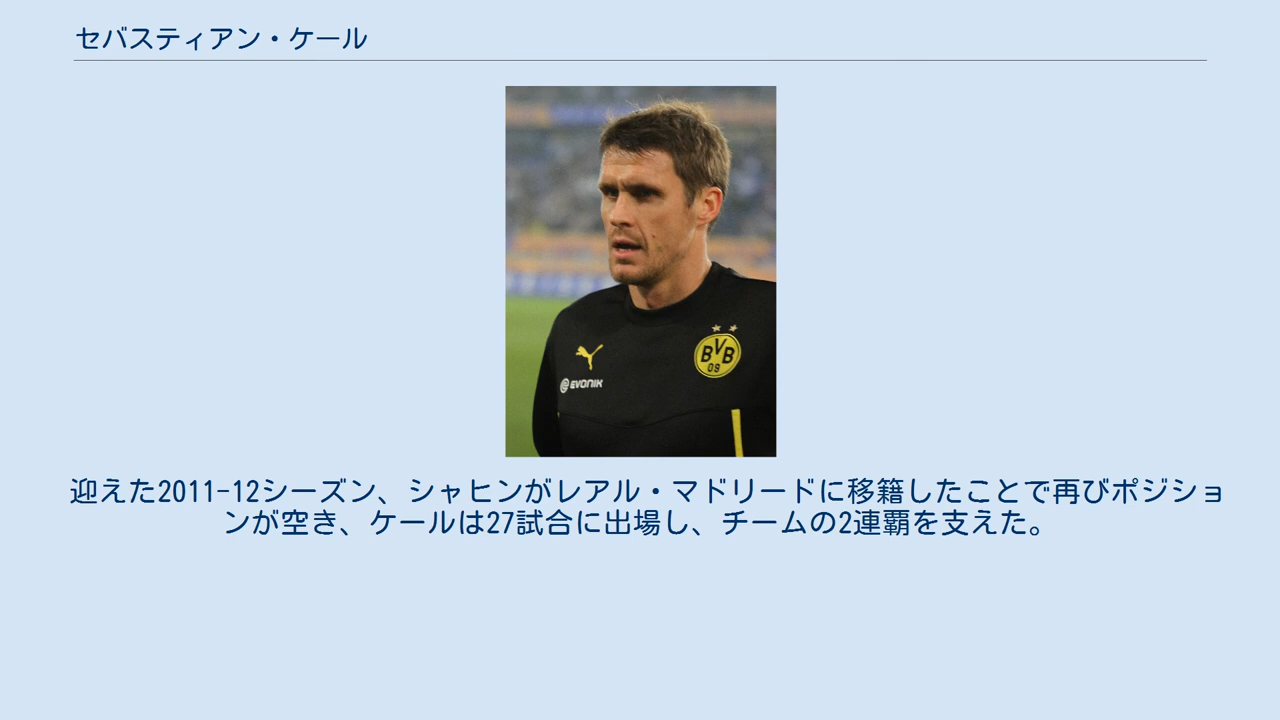 セバスティアン・ケール
EVONIK
BVB
09
迎えた2011-12シーズン、シャヒンがレアル・マドリードに移籍したことで再びポジショ
ンが空き、ケールは27試合に出場し、チームの2連覇を支えた。